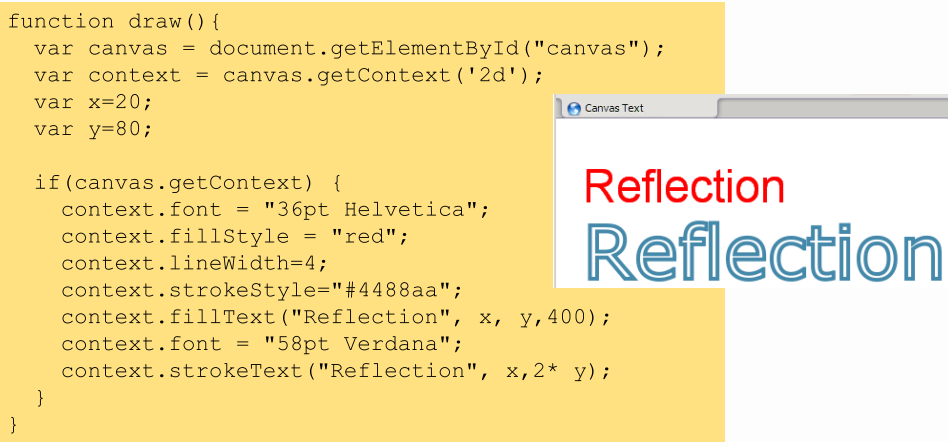 function draw(){
  var canvas = document.getElementById("canvas");
  var context = canvas.getContext('2d');
  var x=20;
  var y=80;

  if(canvas.getContext) {
    context.font = "36pt Helvetica";
    context.fillStyle = "red";
    context.lineWidth=4;
    context.strokeStyle="#4488aa";
    context.fillText("Reflection", x, y,400);
    context.font = "58pt Verdana";
    context.strokeText("Reflection", x,2* y);
  }
}
Canvas Text
Reflection
Reflection